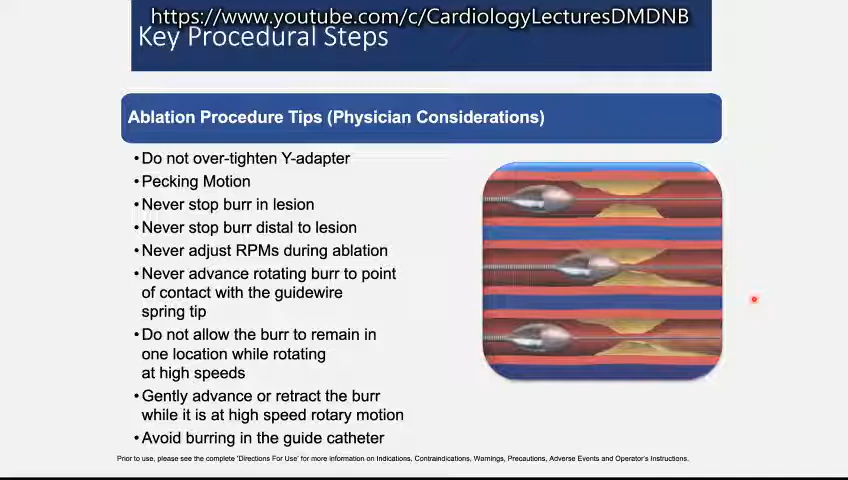 https://www.youtube.com/c/CardiologyLecturesDMDNB
Key Procedural Steps
Ablation Procedure Tips (Physician Considerations)
•Do not over-tighten Y-adapter
•Pecking Motion
•Never stop burr in lesion
•Never stop burr distal to lesion
•Never adjust RPMs during ablation
•Never advance rotating burr to point
of contact with the guidewire
spring tip
•Do not allow the burr to remain in
one location while rotating
at high speeds
•Gently advance or retract the burr
while it is at high speed rotary motion
•Avoid burring in the guide catheter
Prior to use, please see the complete 'Directions For Use' for more information on Indications, Contraindications, Warnings, Precautions, Adverse Events and Operator's Instructions.